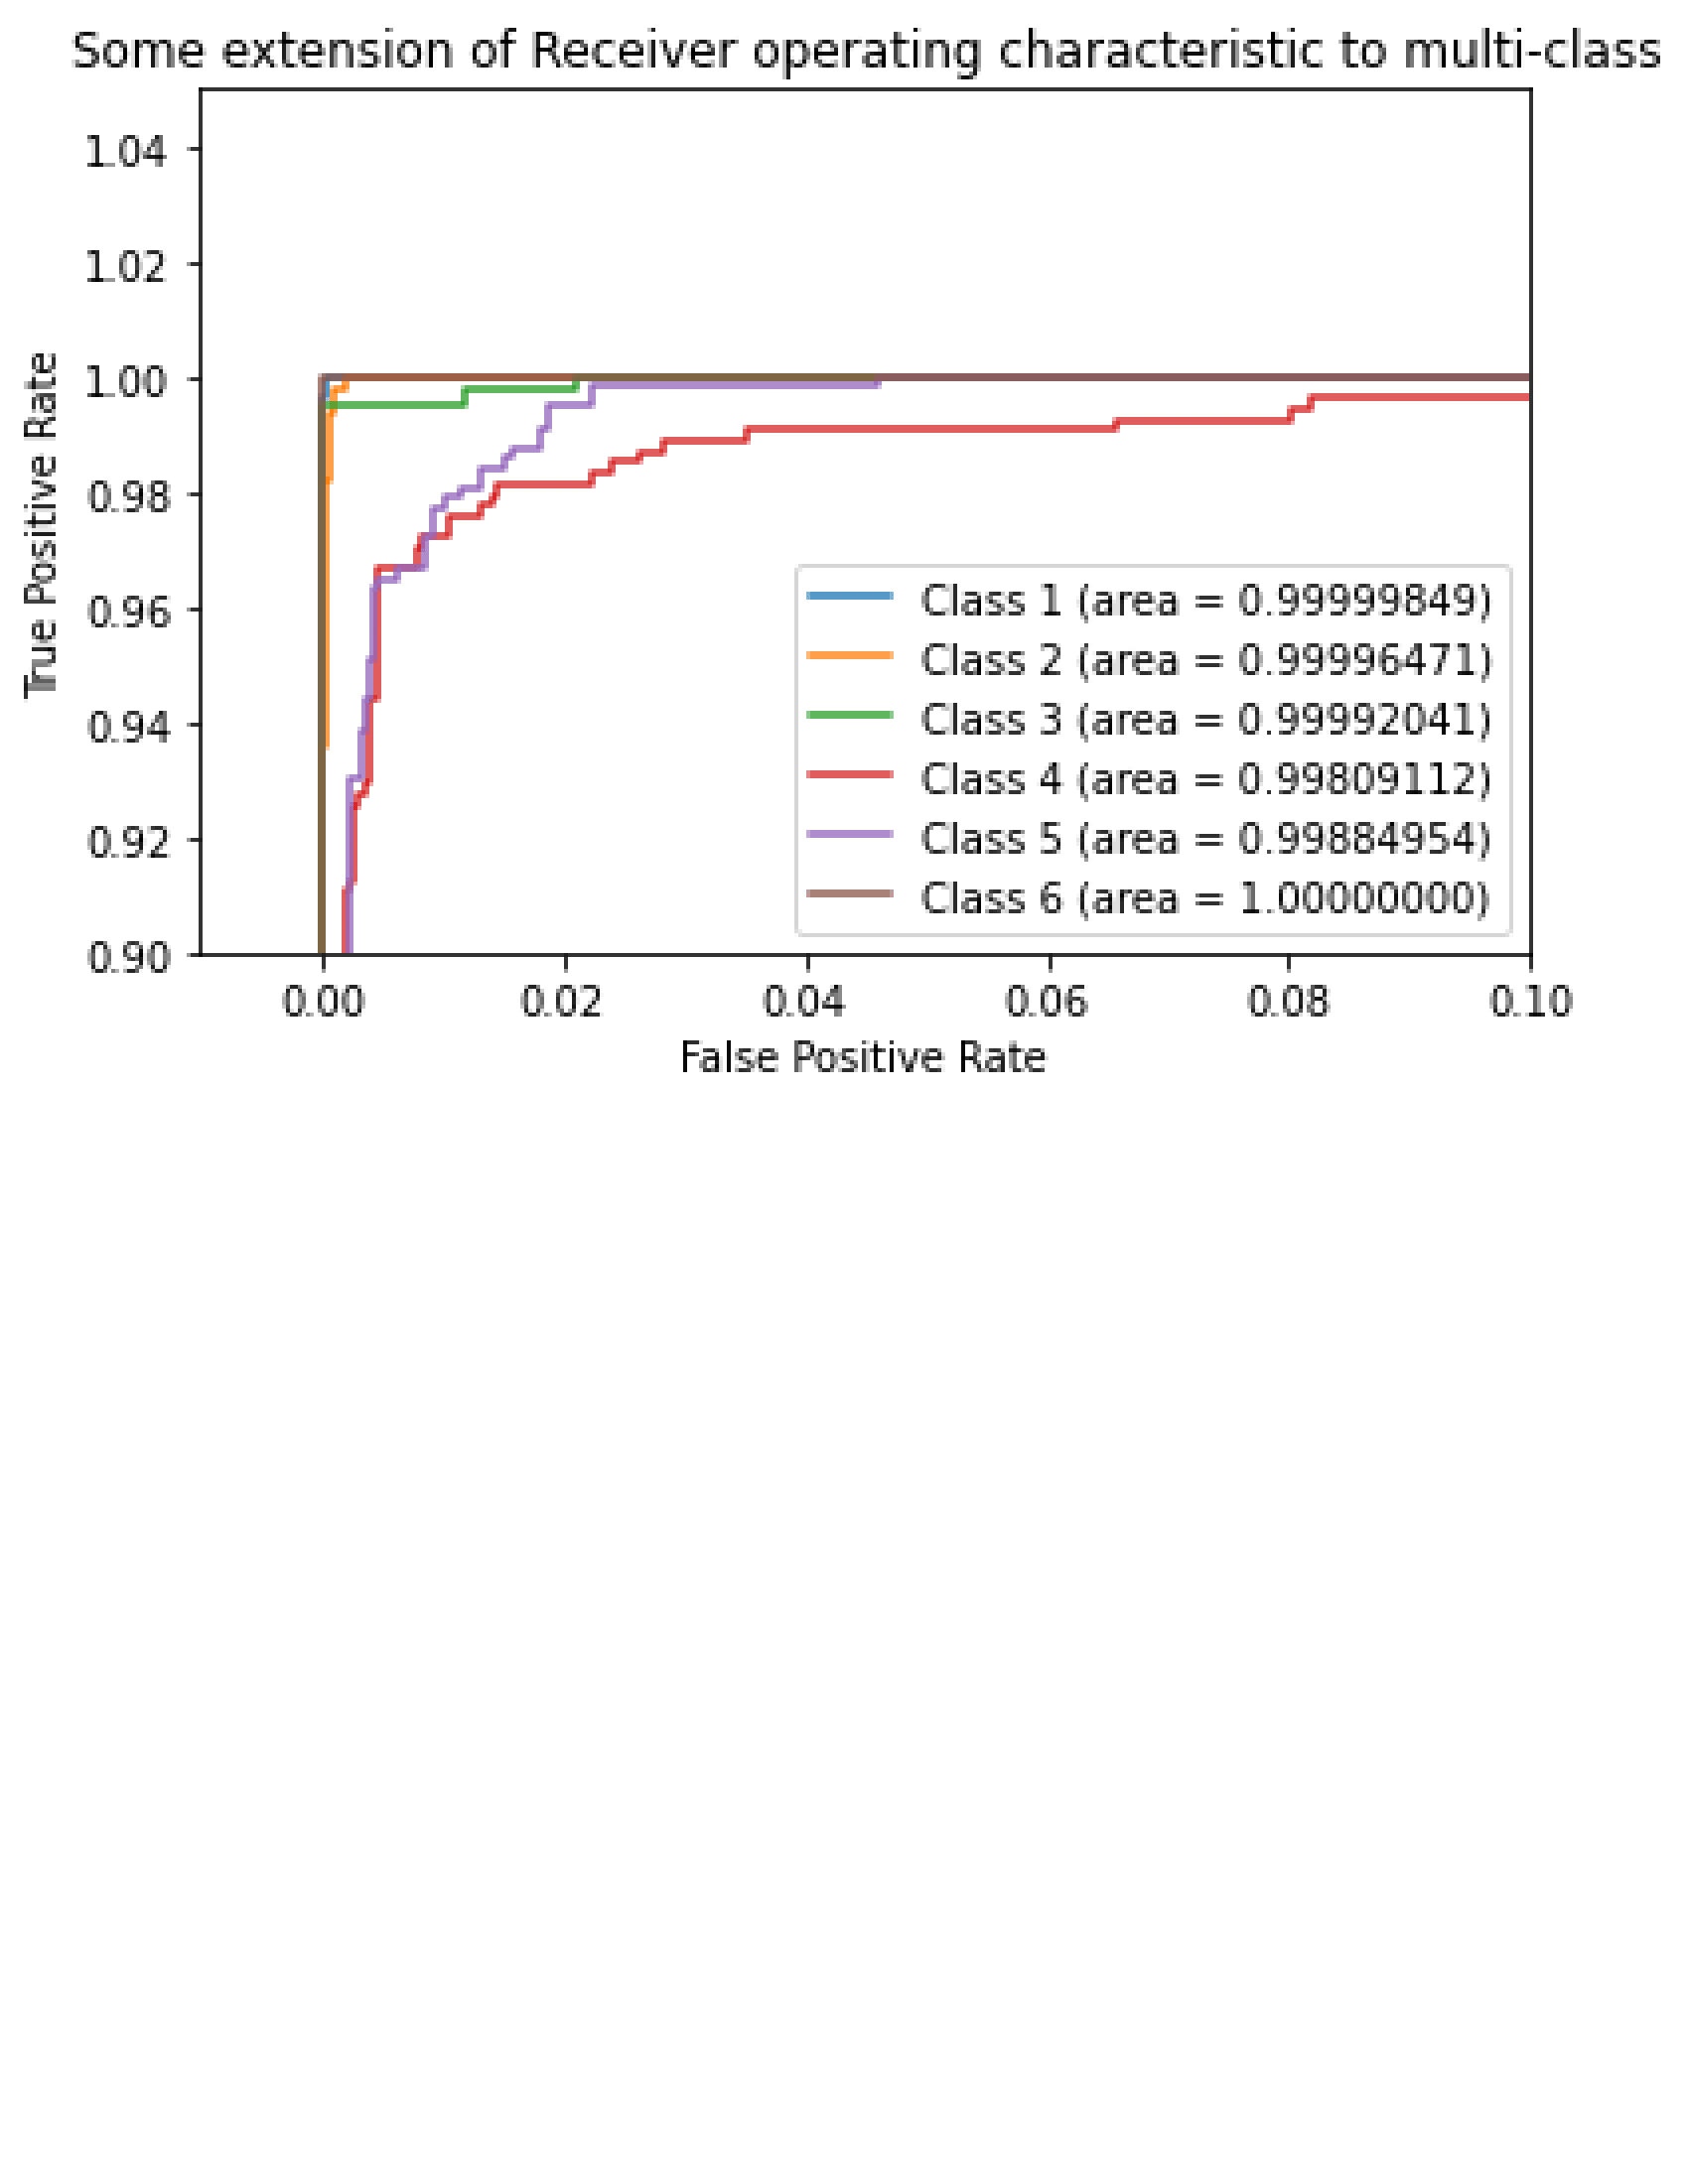 Some extension of Receiver operating characteristic to multi-class
1.04
1.02
1.00
0.98
0.96
0.94
0.92
0.90
True Positive Rate
Class 1 (area = 0.99999849)
Class 2 (area = 0.99996471)
Class 3 (area = 0.99992041)
Class 4 (area = 0.99809112)
Class 5 (area = 0.99884954)
Class 6 (area = 1.00000000)
0.00 0.02 0.04 0.06 0.08 0.10
False Positive Rate